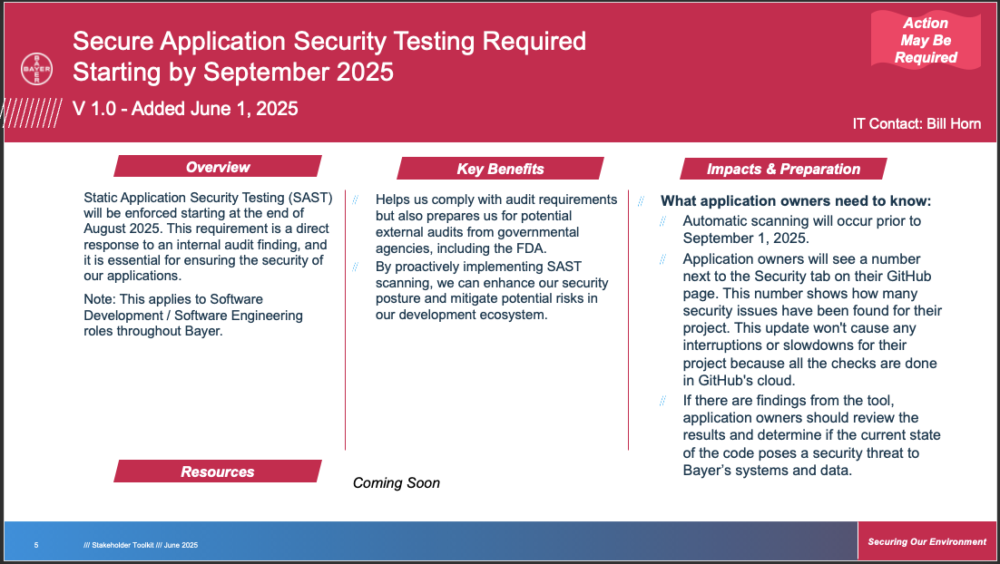 Secure Application Security Testing Required
Starting by September 2025
V 1.0 - Added June 1, 2025
Action
May Be
Required
IT Contact: Bill Horn
BAYER
BAYER
Overview
Static Application Security Testing (SAST)
will be enforced starting at the end of
August 2025. This requirement is a direct
response to an internal audit finding, and
it is essential for ensuring the security of
our applications.
Note: This applies to Software
Development / Software Engineering
roles throughout Bayer.
Key Benefits
// Helps us comply with audit requirements
but also prepares us for potential
external audits from governmental
agencies, including the FDA.
// By proactively implementing SAST
scanning, we can enhance our security
posture and mitigate potential risks in
our development ecosystem.
Impacts & Preparation
// What application owners need to know:
// Automatic scanning will occur prior to
September 1, 2025.
// Application owners will see a number
next to the Security tab on their GitHub
page. This number shows how many
security issues have been found for their
project. This update won't cause any
interruptions or slowdowns for their
project because all the checks are done
in GitHub's cloud.
// If there are findings from the tool,
application owners should review the
results and determine if the current state
of the code poses a security threat to
Bayer’s systems and data.
Resources
Coming Soon
5
/// Stakeholder Toolkit /// June 2025
Securing Our Environment